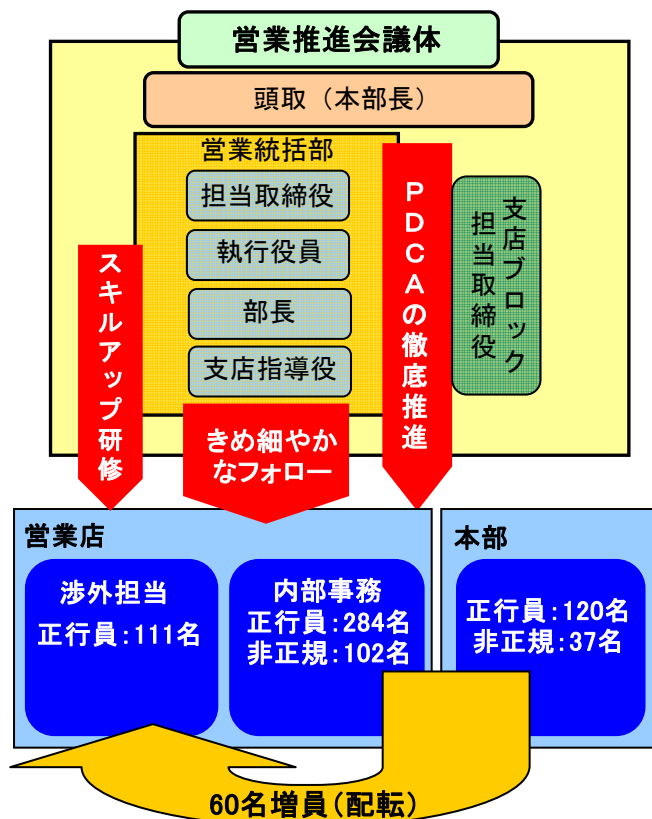 営業推進会議体
頭取（本部長）
営業統括部
担当取締役
執行役員
部長
支店指導役
スキルアップ研修
きめ細やか
なフォロー
PDCAの徹底推進
支店ブロック
担当取締役
営業店
渉外担当
正行員：111名
内部事務
正行員：284名
非正規：102名
本部
正行員：120名
非正規：37名
60名増員（配転）